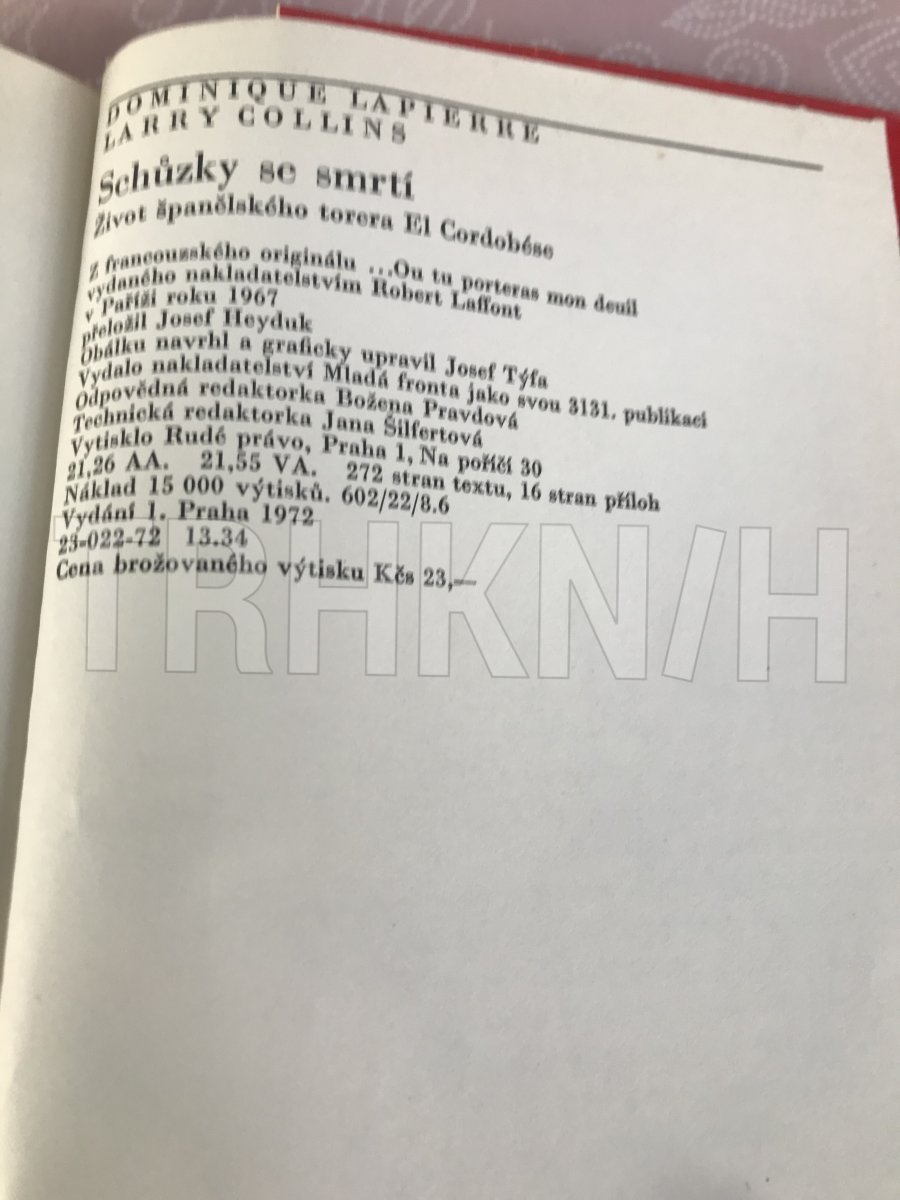 DOMINIQUE LAPIERRE
LARRY COLLINS
Schůzky se smrtí
Život španělského torera El Cordobése
Z francouzského originálu ...Ou tu porteras mon deuil
vydaného nakladatelstvím Robert Laffont
v Paříži roku 1967
přeložil Josef Heyduk
Obálku navrhl a graficky upravil Josef Týfa
Vydalo nakladatelství Mladá fronta jako svou 3131. publikaci
Odpovědná redaktorka Božena Pravdová
Technická redaktorka Jana Šilfertová
Vytisklo Rudé právo, Praha 1, Na poříčí 30
21,26 AA. 21,55 VA. 272 stran textu, 16 stran příloh
Náklad 15 000 výtisků. 602/22/8.6
Vydání 1. Praha 1972
23-022-72 13.34
Cena brožovaného výtisku Kčs 23,—
TRHKN/H